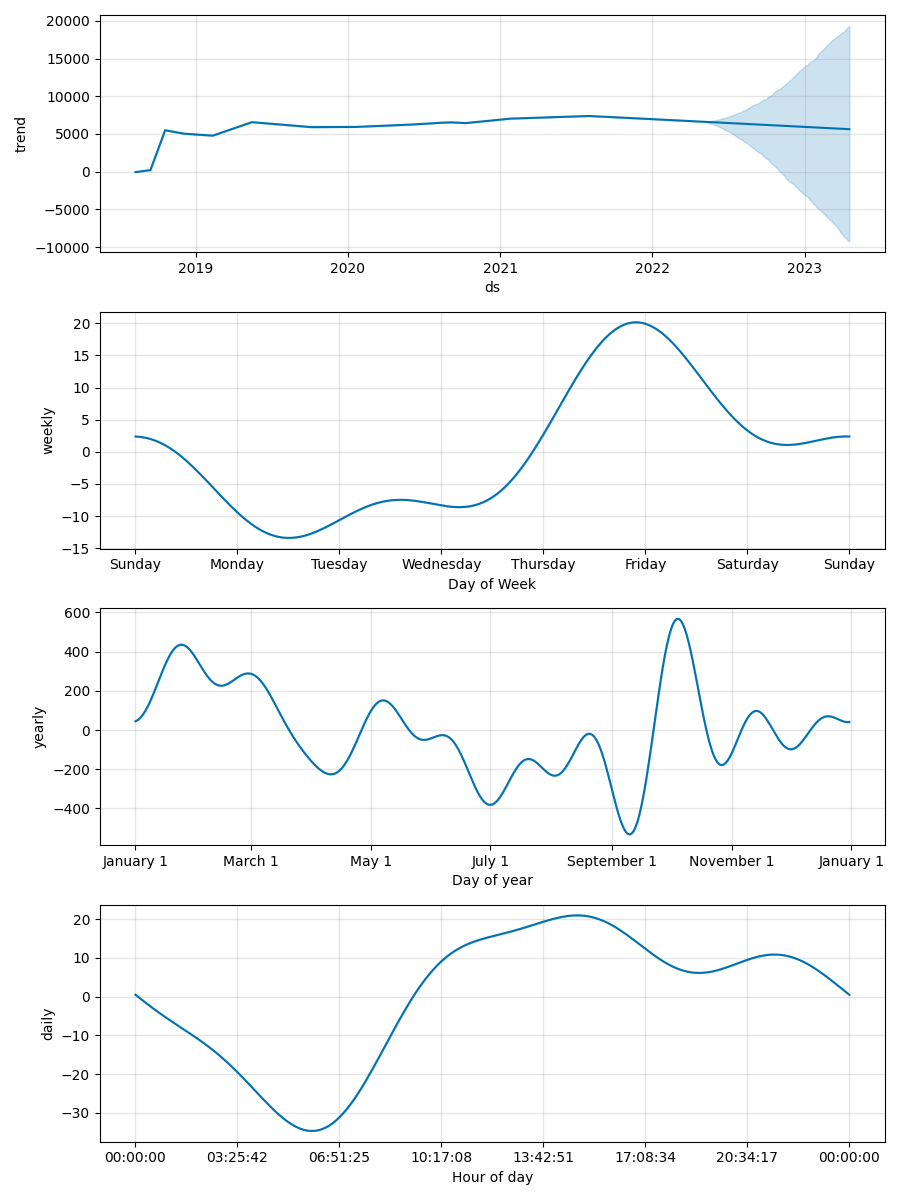 20000
15000
10000
5000
0
−5000
−10000
trend
2019 2020 2021 2022 2023
ds
20
15
10
5
0
−5
−10
−15
weekly
Sunday Monday Tuesday Wednesday Thursday Friday Saturday Sunday
Day of Week
600
400
200
0
−200
−400
yearly
January 1 March 1 May 1 July 1 September 1 November 1 January 1
Day of year
20
10
0
−10
−20
−30
daily
00:00:00 03:25:42 06:51:25 10:17:08 13:42:51 17:08:34 20:34:17 00:00:00
Hour of day